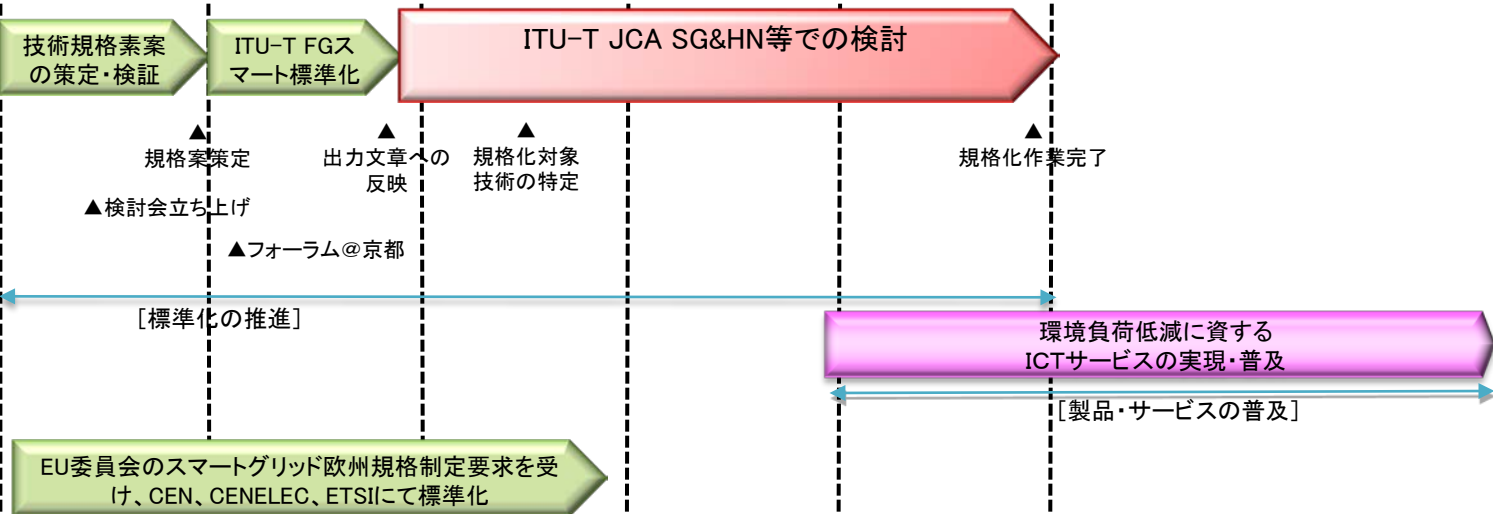 技術規格素案
の策定・検証
ITU-T FGス
マート標準化
ITU-T JCA SG&HN等での検討
▲
規格案策定
▲
出力文章への
反映
▲
規格化対象
技術の特定
▲
規格化作業完了
▲検討会立ち上げ
▲フォーラム@京都
[標準化の推進]
環境負荷低減に資する
ICTサービスの実現・普及
[製品・サービスの普及]
EU委員会のスマートグリッド欧州規格制定要求を受
け、CEN、CENELEC、ETSIにて標準化